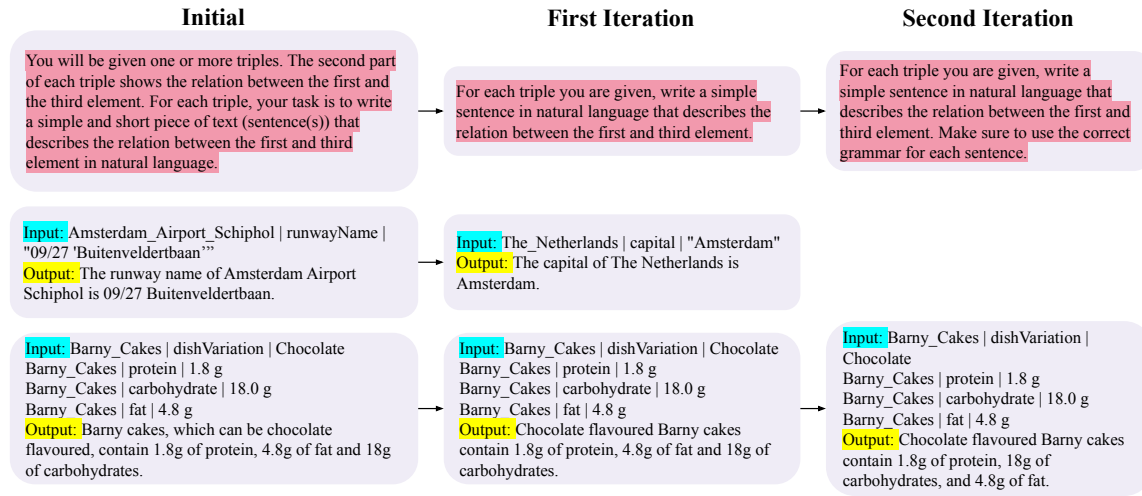 Initial
First Iteration
Second Iteration
You will be given one or more triples. The second part
of each triple shows the relation between the first and
the third element. For each triple, your task is to write
a simple and short piece of text (sentence(s)) that
describes the relation between the first and third
element in natural language.
For each triple you are given, write a simple
sentence in natural language that describes the
relation between the first and third element.
For each triple you are given, write a
simple sentence in natural language that
describes the relation between the first and
third element. Make sure to use the correct
grammar for each sentence.
Input: Amsterdam_Airport_Schiphol | runwayName |
"09/27 'Buitenveldertbaan'"
Output: The runway name of Amsterdam Airport
Schiphol is 09/27 Buitenveldertbaan.
Input: The_Netherlands | capital | "Amsterdam"
Output: The capital of The Netherlands is
Amsterdam.
Input: Barny_Cakes | dishVariation | Chocolate
Barny_Cakes | protein | 1.8 g
Barny_Cakes | carbohydrate | 18.0 g
Barny_Cakes | fat | 4.8 g
Output: Barny cakes, which can be chocolate
flavoured, contain 1.8g of protein, 4.8g of fat and 18g
of carbohydrates.
Input: Barny_Cakes | dishVariation | Chocolate
Barny_Cakes | protein | 1.8 g
Barny_Cakes | carbohydrate | 18.0 g
Barny_Cakes | fat | 4.8 g
Output: Chocolate flavoured Barny cakes
contain 1.8g of protein, 4.8g of fat and 18g of
carbohydrates.
Input: Barny_Cakes | dishVariation |
Chocolate
Barny_Cakes | protein | 1.8 g
Barny_Cakes | carbohydrate | 18.0 g
Barny_Cakes | fat | 4.8 g
Output: Chocolate flavoured Barny cakes
contain 1.8g of protein, 18g of
carbohydrates, and 4.8g of fat.